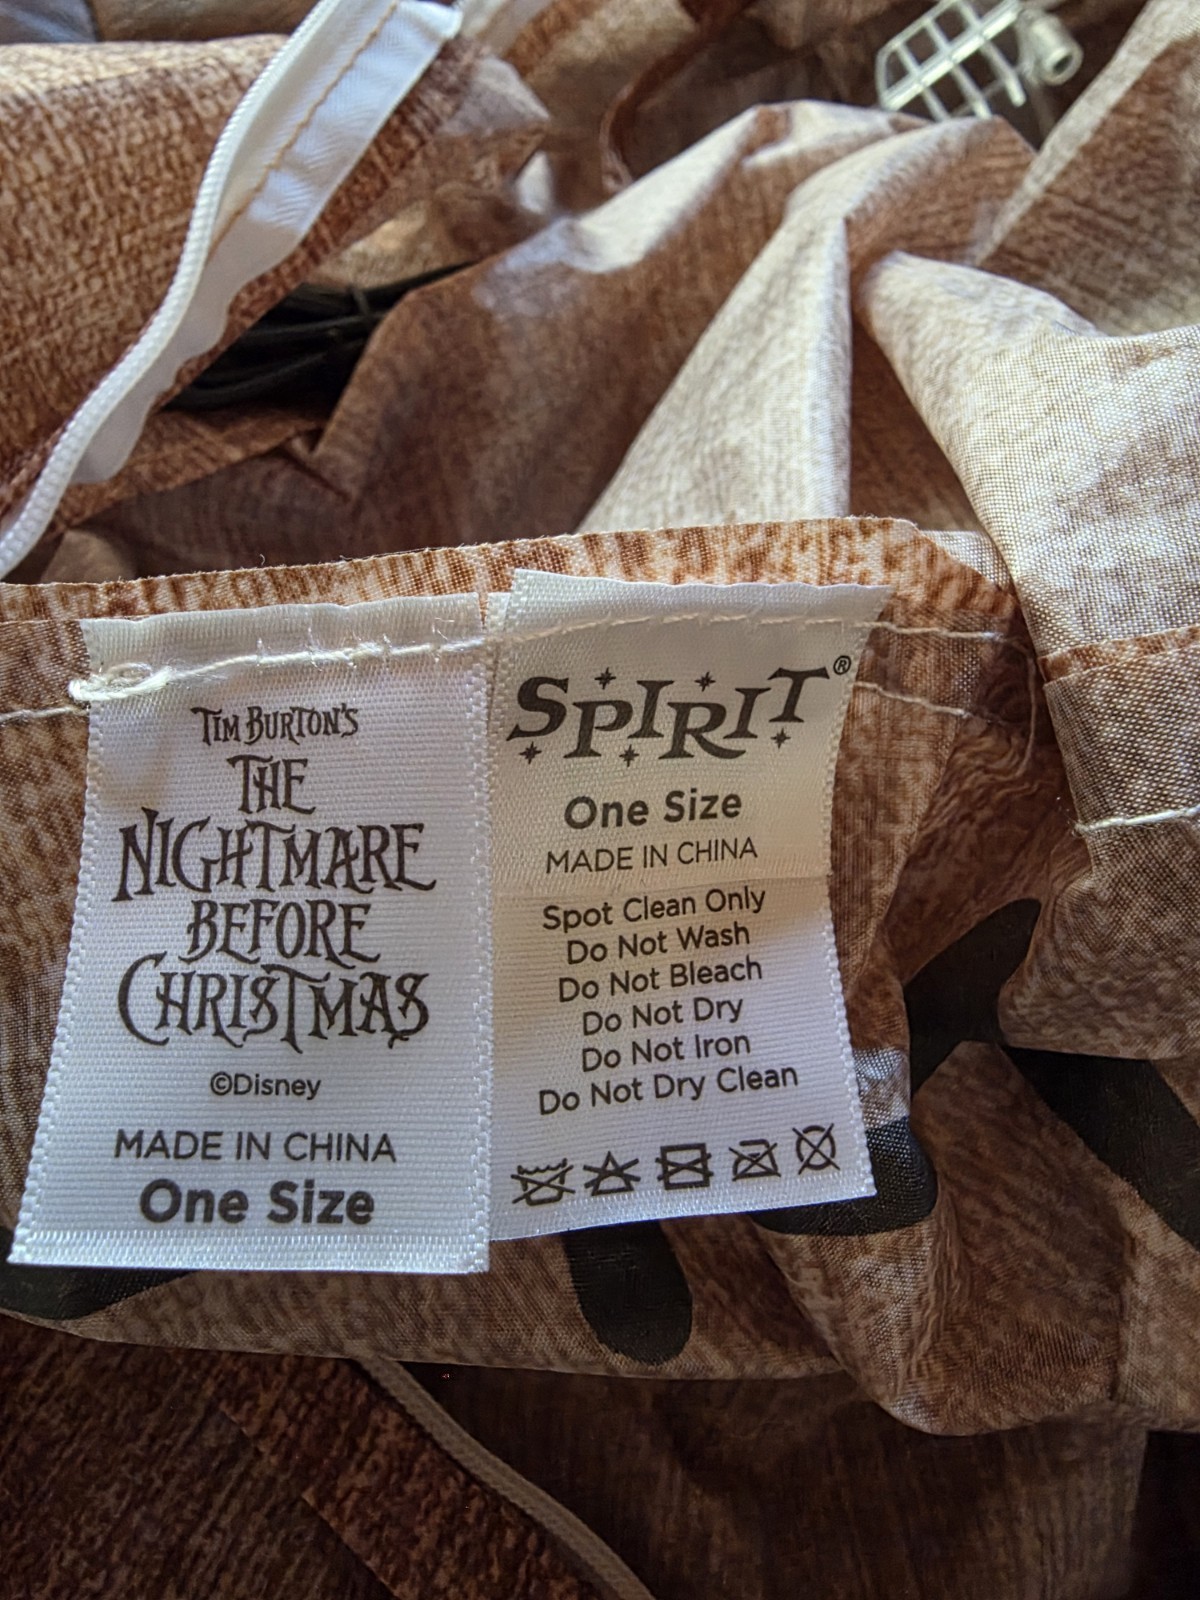 TIM BURTON'S
THE
NIGHTMARE
BEFORE
CHRISTMAS
©Disney
MADE IN CHINA
One Size
SPIRIT®
One Size
MADE IN CHINA
Spot Clean Only
Do Not Wash
Do Not Bleach
Do Not Dry
Do Not Iron
Do Not Dry Clean